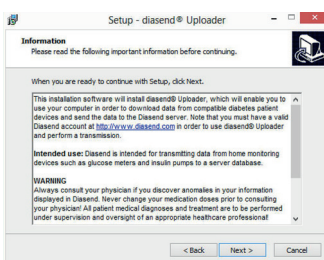 Setup - diasend® Uploader
Information
Please read the following important information before continuing.
When you are ready to continue with Setup, click Next.
This installation software will install diasend® Uploader, which will enable you to
use your computer in order to download data from compatible diabetes patient
devices and send the data to the Diasend server. Note that you must have a valid
Diasend account at http://www.diasend.com in order to use diasend® Uploader
and perform a transmission.
Intended use: Diasend is intended for transmitting data from home monitoring
devices such as glucose meters and insulin pumps to a server database.
WARNING
Always consult your physician if you discover anomalies in your information
displayed in Diasend. Never change your medication doses prior to consulting
your physician! All patient medical diagnoses and treatment are to be performed
under supervision and oversight of an appropriate healthcare professional!
< Back Next > Cancel